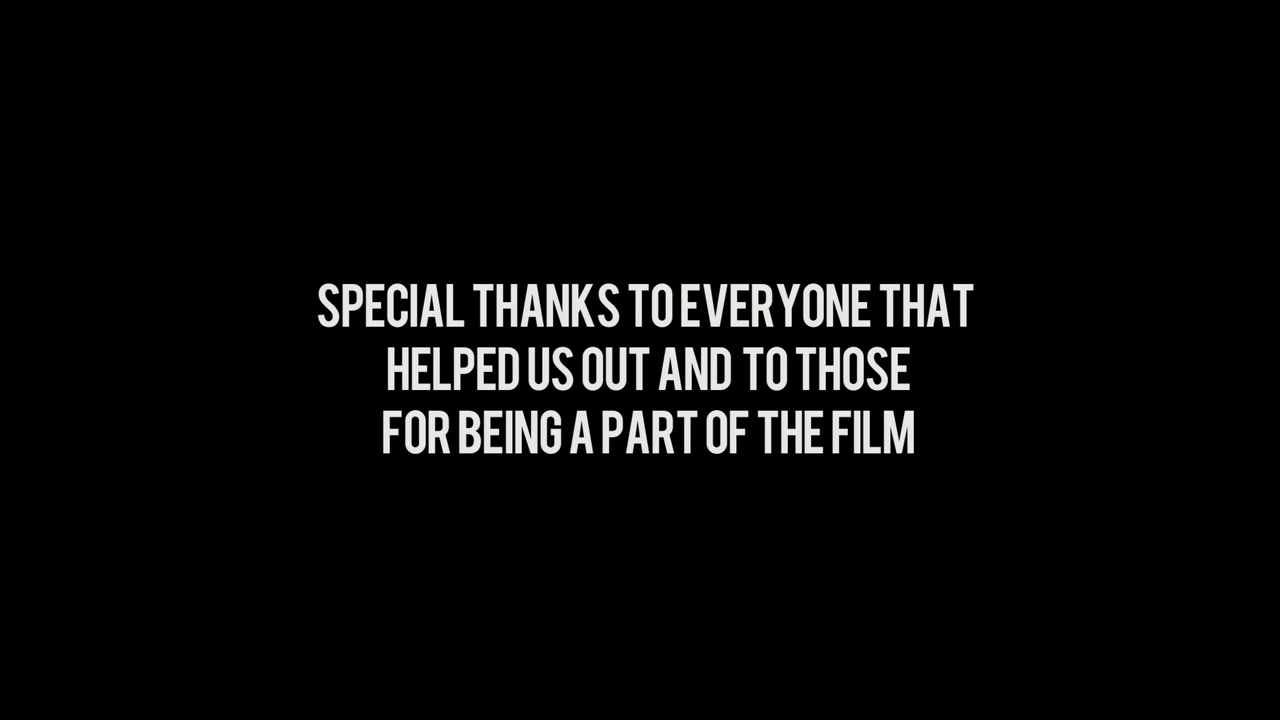 SPECIAL THANKS TO EVERYONE THAT
HELPED US OUT AND TO THOSE
FOR BEING A PART OF THE FILM